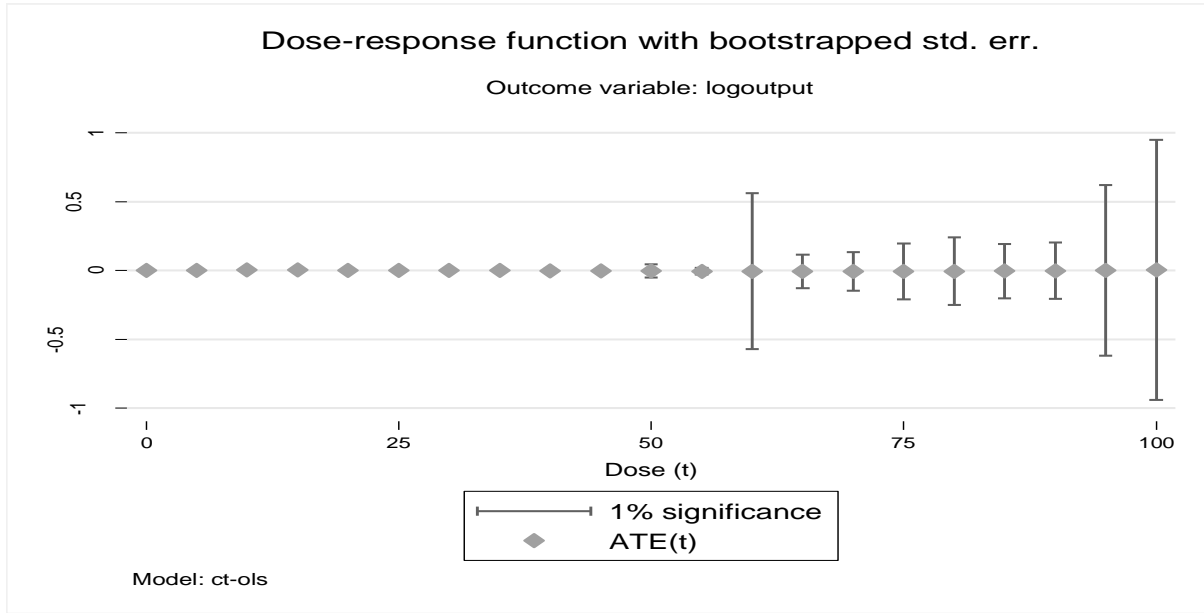 Dose-response function with bootstrapped std. err.
Outcome variable: logoutput
1
0.5
0
-0.5
-1
0 25 50 75 100
Dose (t)
1% significance
ATE(t)
Model: ct-ols